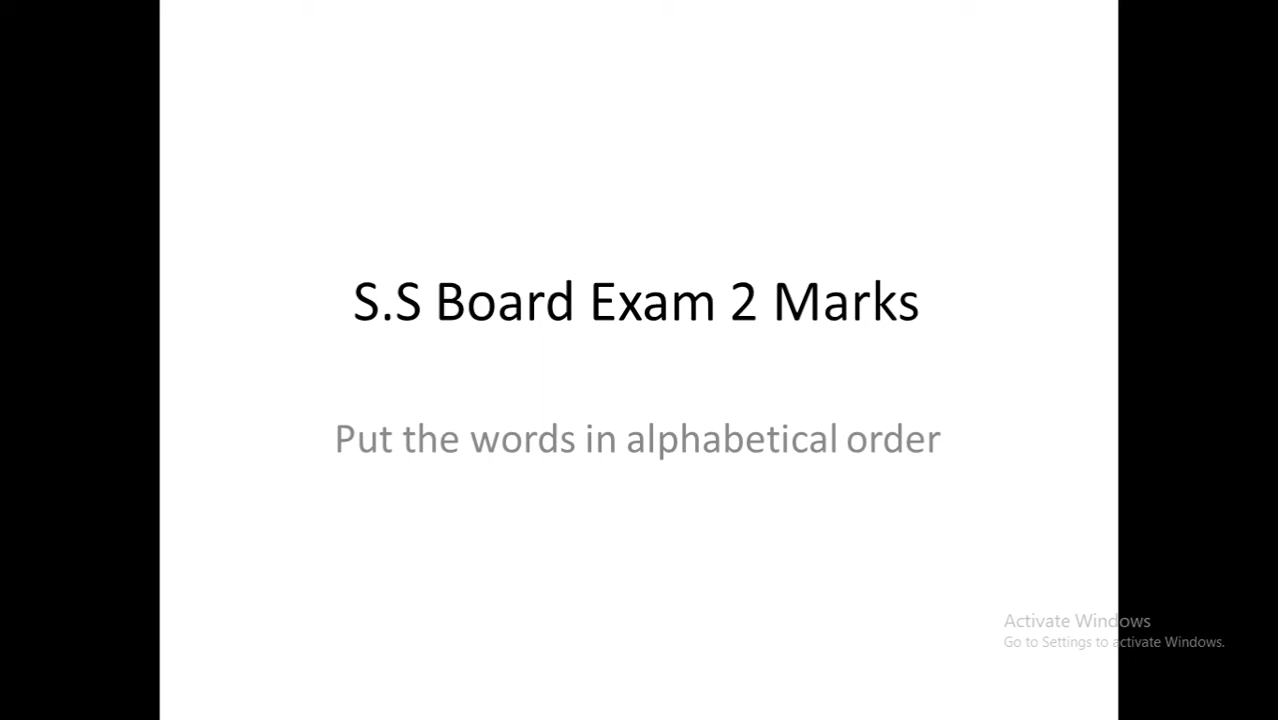 S.S Board Exam 2 Marks
Put the words in alphabetical order
Activate Windows
Go to Settings to activate Windows.